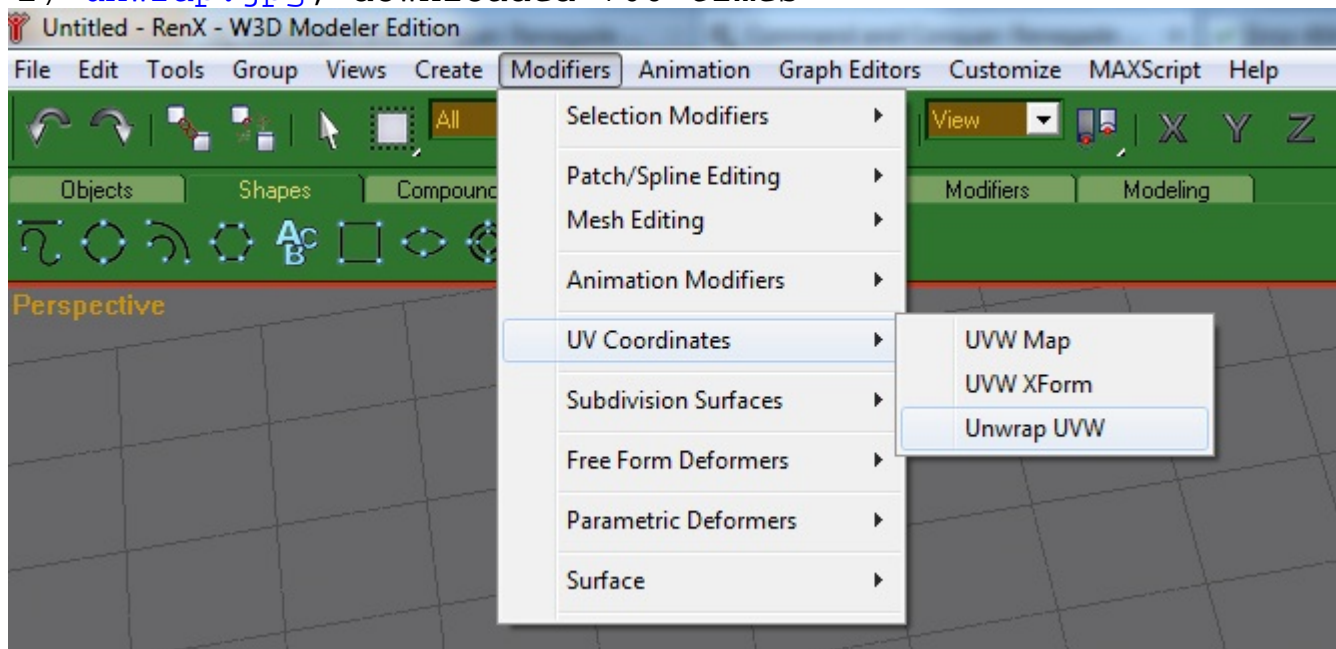 Untitled - RenX - W3D Modeler Edition
File Edit Tools Group Views Create Modifiers Animation Graph Editors Customize MAXScript Help
All
View
X Y Z
Objects Shapes Compound Modifiers Modeling
ABC
Perspective
Selection Modifiers
Patch/Spline Editing
Mesh Editing
Animation Modifiers
UV Coordinates
Subdivision Surfaces
Free Form Deformers
Parametric Deformers
Surface
UVW Map
UVW XForm
Unwrap UVW